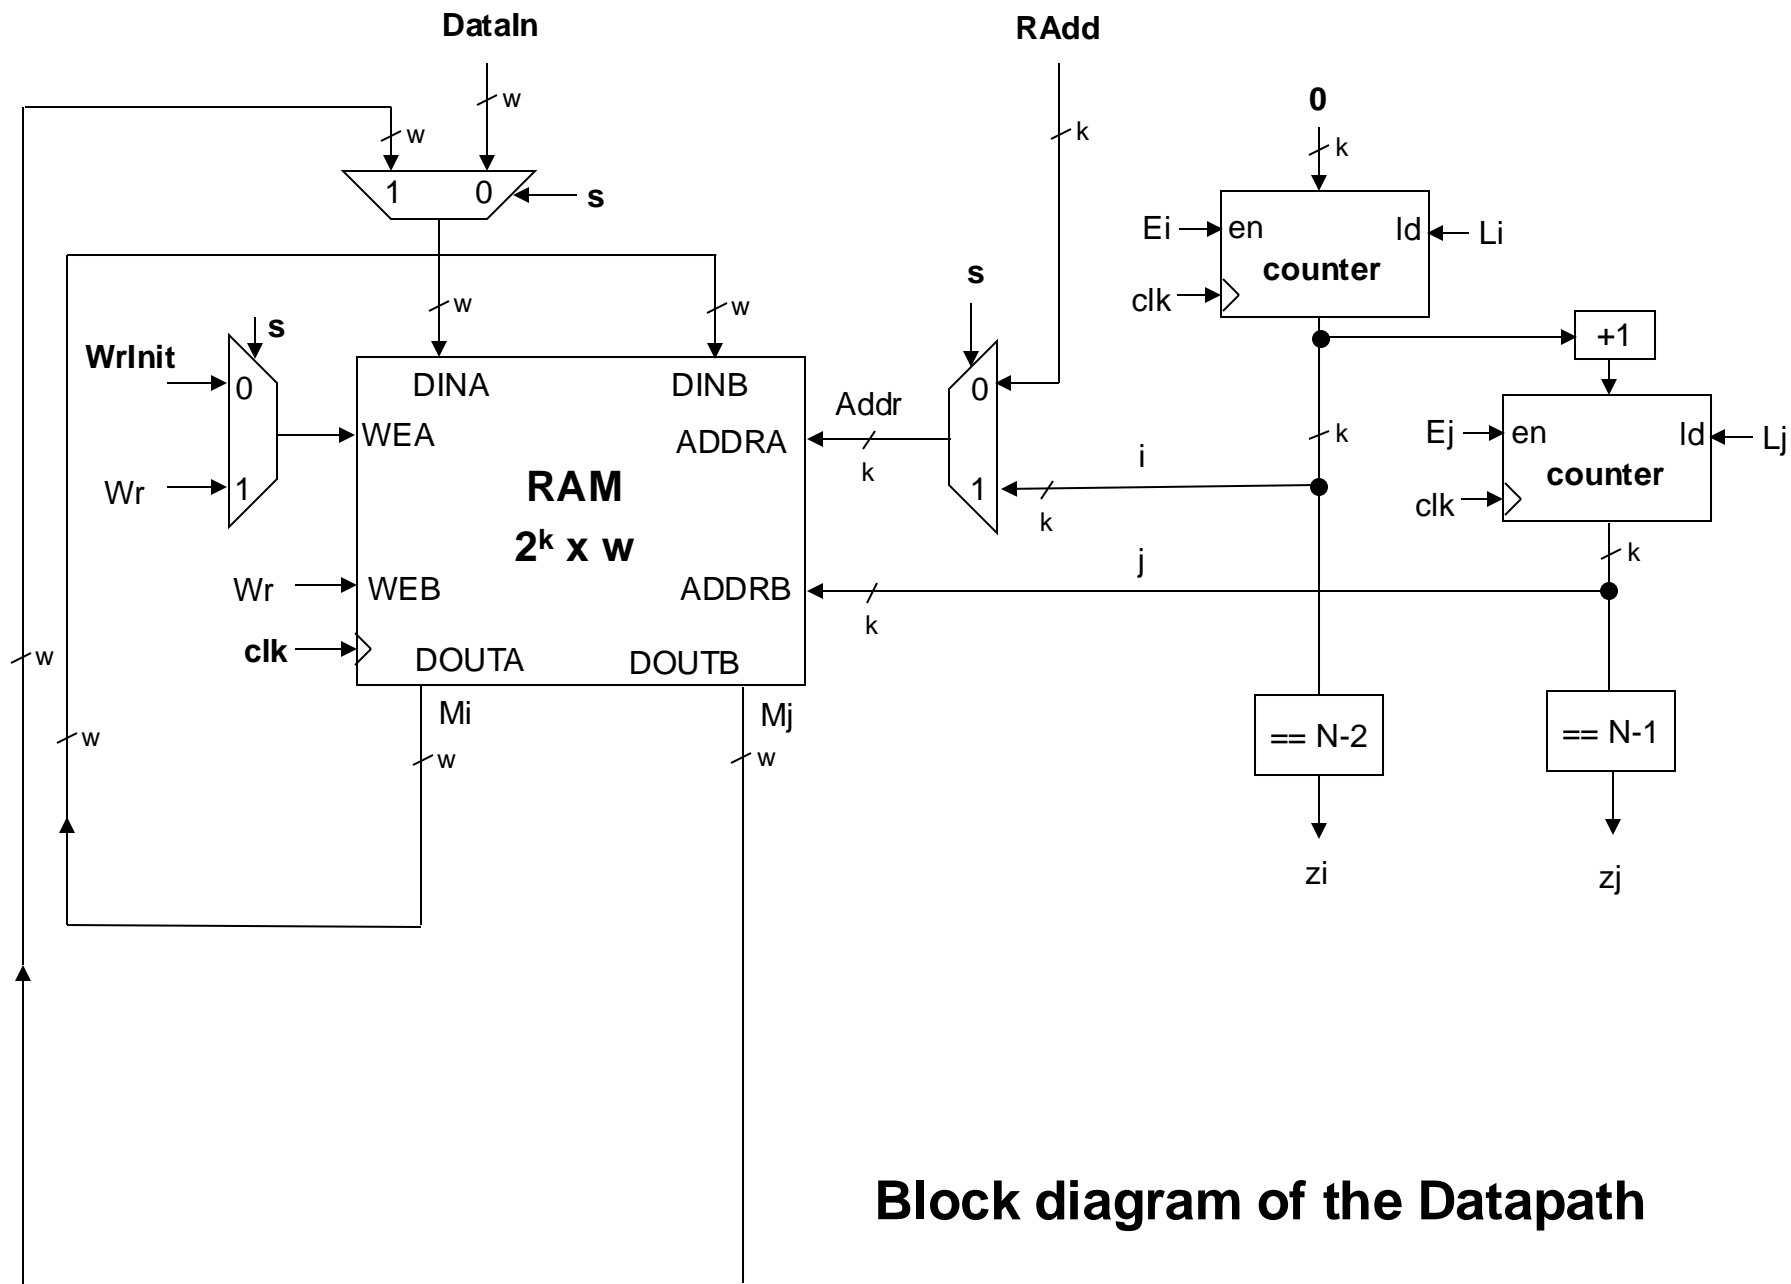 DataIn
RAdd
w
0
w
k
k
1 0
s
Ei
en
ld
Li
counter
clk
s
w
w
s
WrInit
0
DINA
DINB
0
+1
Addr
WEA
ADDRA
k
k
Ej
en
ld
Lj
counter
clk
i
Wr
1
RAM
2k x w
k
1
k
j
k
Wr
WEB
ADDRB
k
clk
DOUTA
DOUTB
w
Mi
Mj
w
w
w
== N-2
== N-1
zi
zj
Block diagram of the Datapath